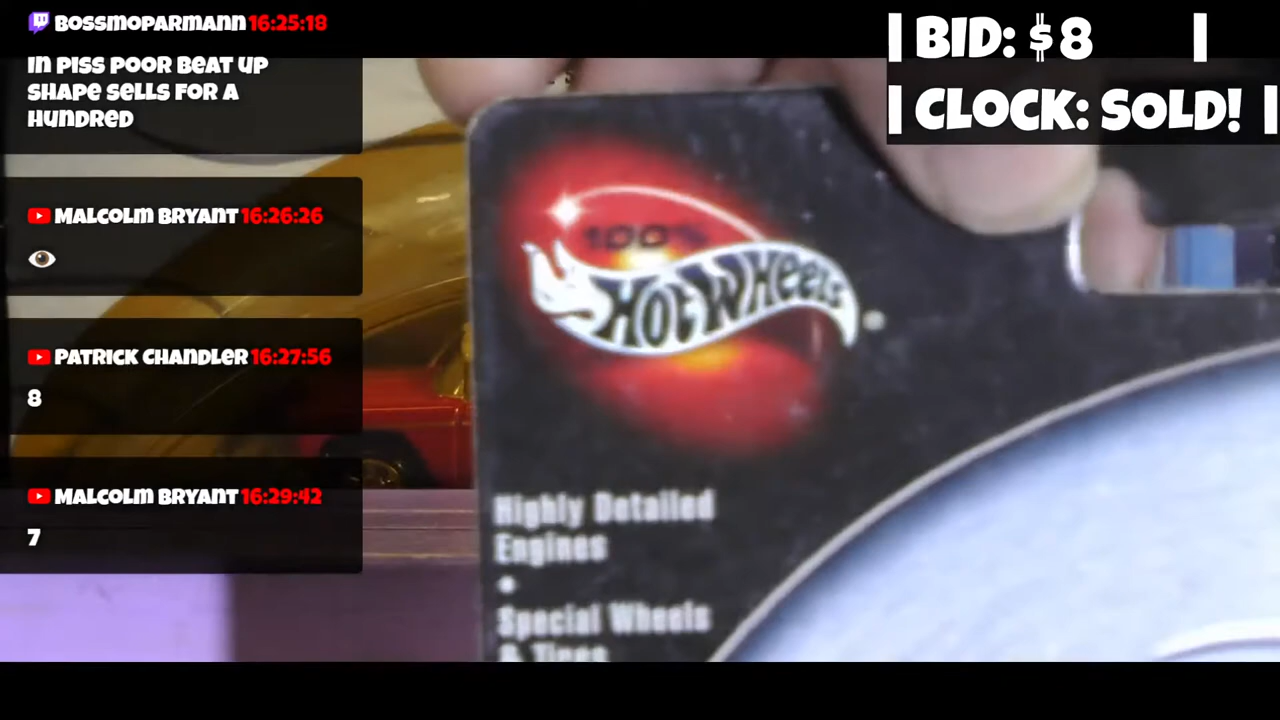 Bossmoparmann 16:25:18
In piss poor beat up
shape sells for a
hundred
Malcolm Bryant 16:26:26
Patrick Chandler 16:27:56
8
Malcolm Bryant 16:29:42
7
| BID: $8 |
| CLOCK: SOLD! |
100%
Hot Wheels
Highly Detailed
Engines
•
Special Wheels
& Tires